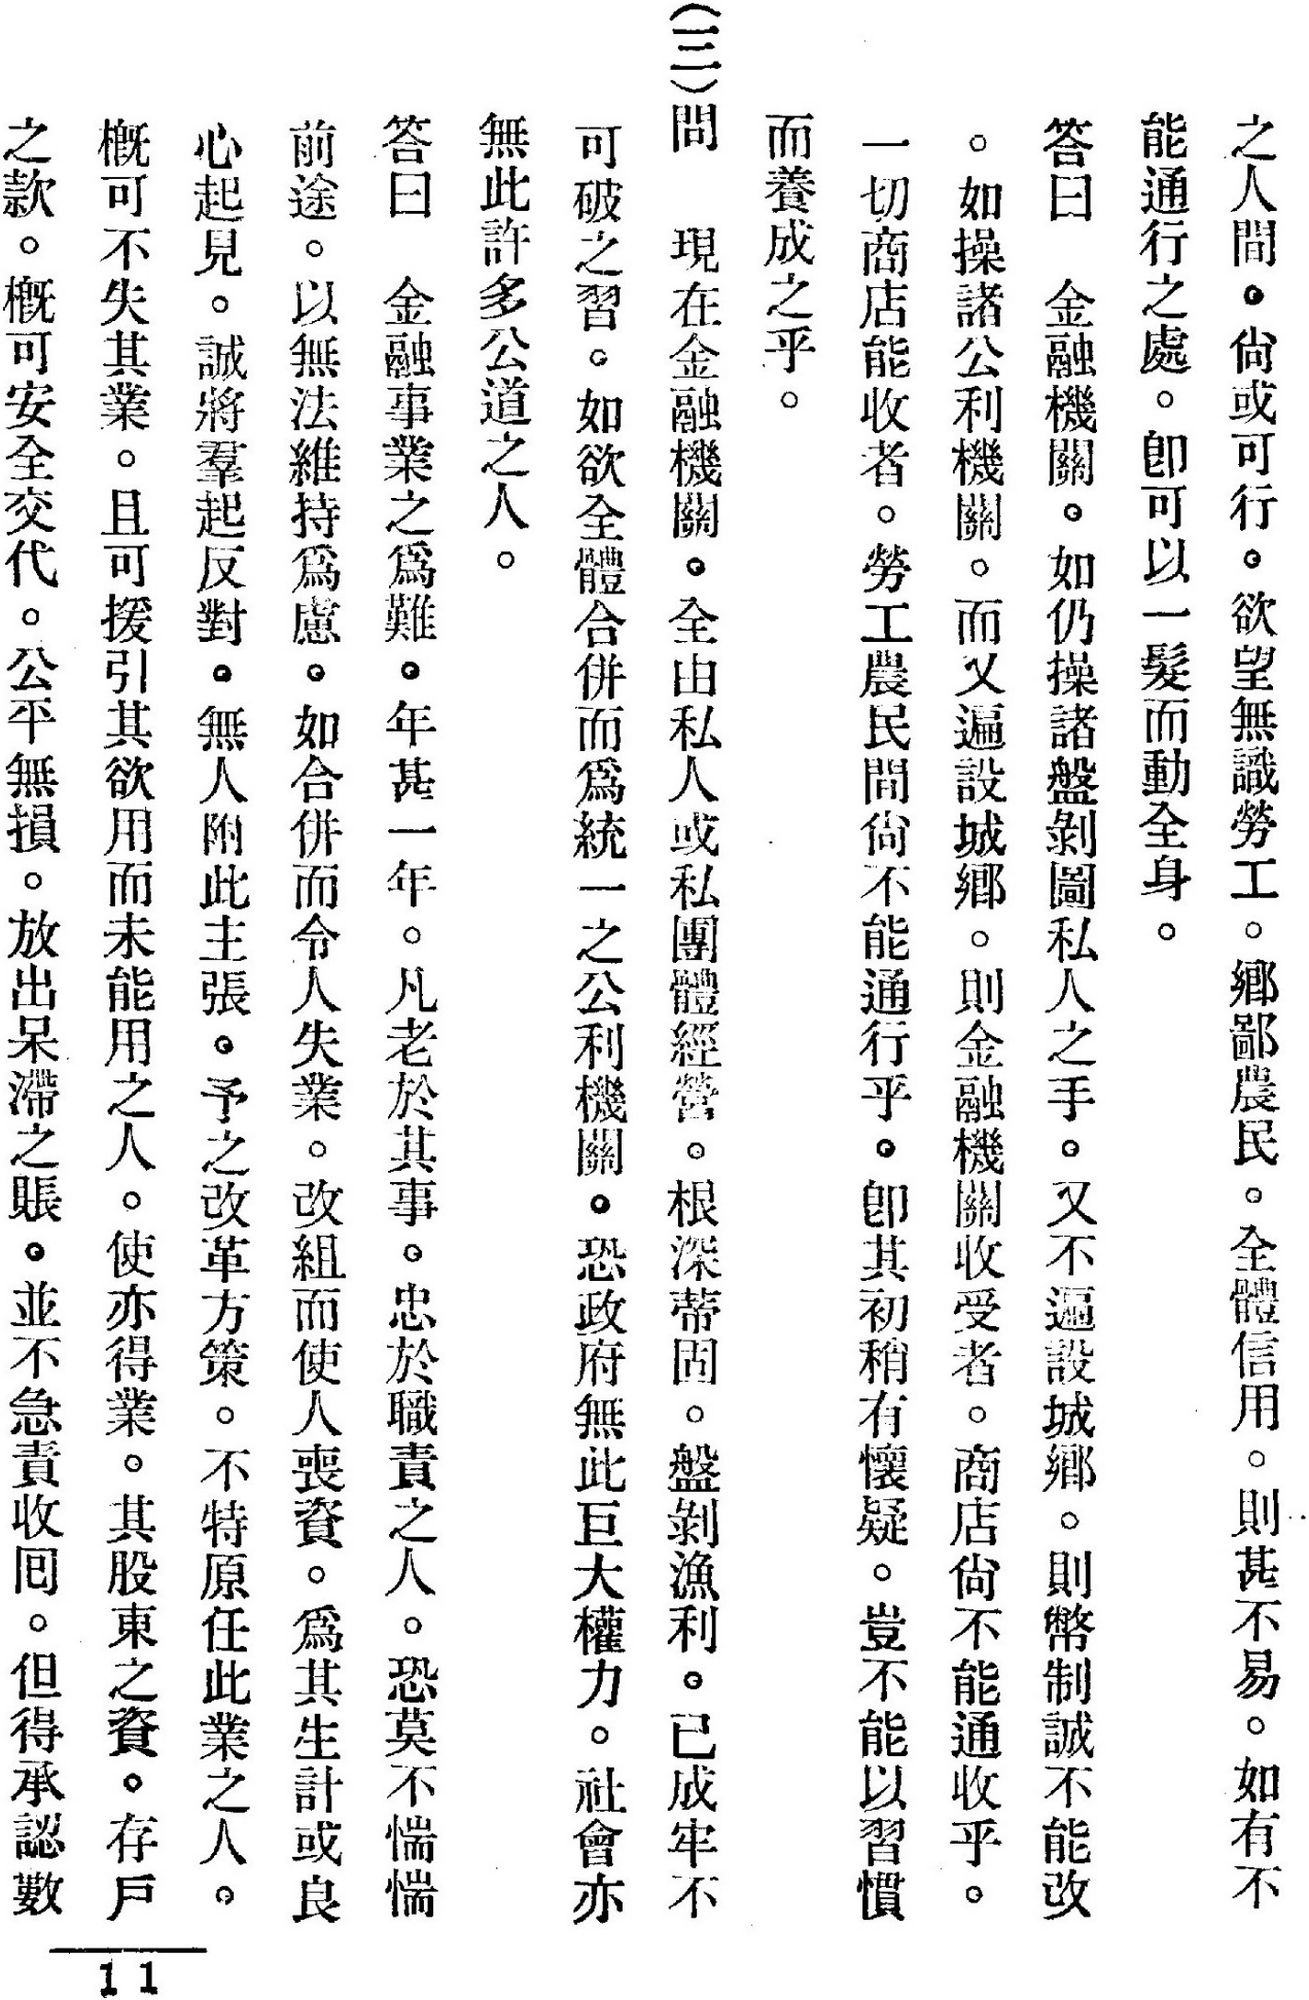 之人間。尙或可行。欲望無識勞工。鄉鄙農民。全體信用。則甚不易。如有不
能通行之處。卽可以一髮而動全身。
答曰　金融機關。如仍操諸盤剝圖私人之手。又不遍設城鄉。則幣制誠不能改
。如操諸公利機關。而又遍設城鄉。則金融機關收受者。商店尙不能通收乎。
一切商店能收者。勞工農民間尙不能通行乎。卽其初稍有懷疑。豈不能以習慣
而養成之乎。
(三)問　現在金融機關。全由私人或私團體經營。根深蒂固。盤剝漁利。已成牢不
可破之習。如欲全體合併而爲統一之公利機關。恐政府無此巨大權力。社會亦
無此許多公道之人。
答曰　金融事業之爲難。年甚一年。凡老於其事。忠於職責之人。恐莫不惴惴
前途。以無法維持爲慮。如合併而令人失業。改組而使人喪資。爲其生計或良
心起見。誠將羣起反對。無人附此主張。予之改革方策。不特原任此業之人。
槪可不失其業。且可援引其欲用而未能用之人。使亦得業。其股東之資。存戶
之款。槪可安全交代。公平無損。放出呆滯之賬。並不急責收囘。但得承認數
11